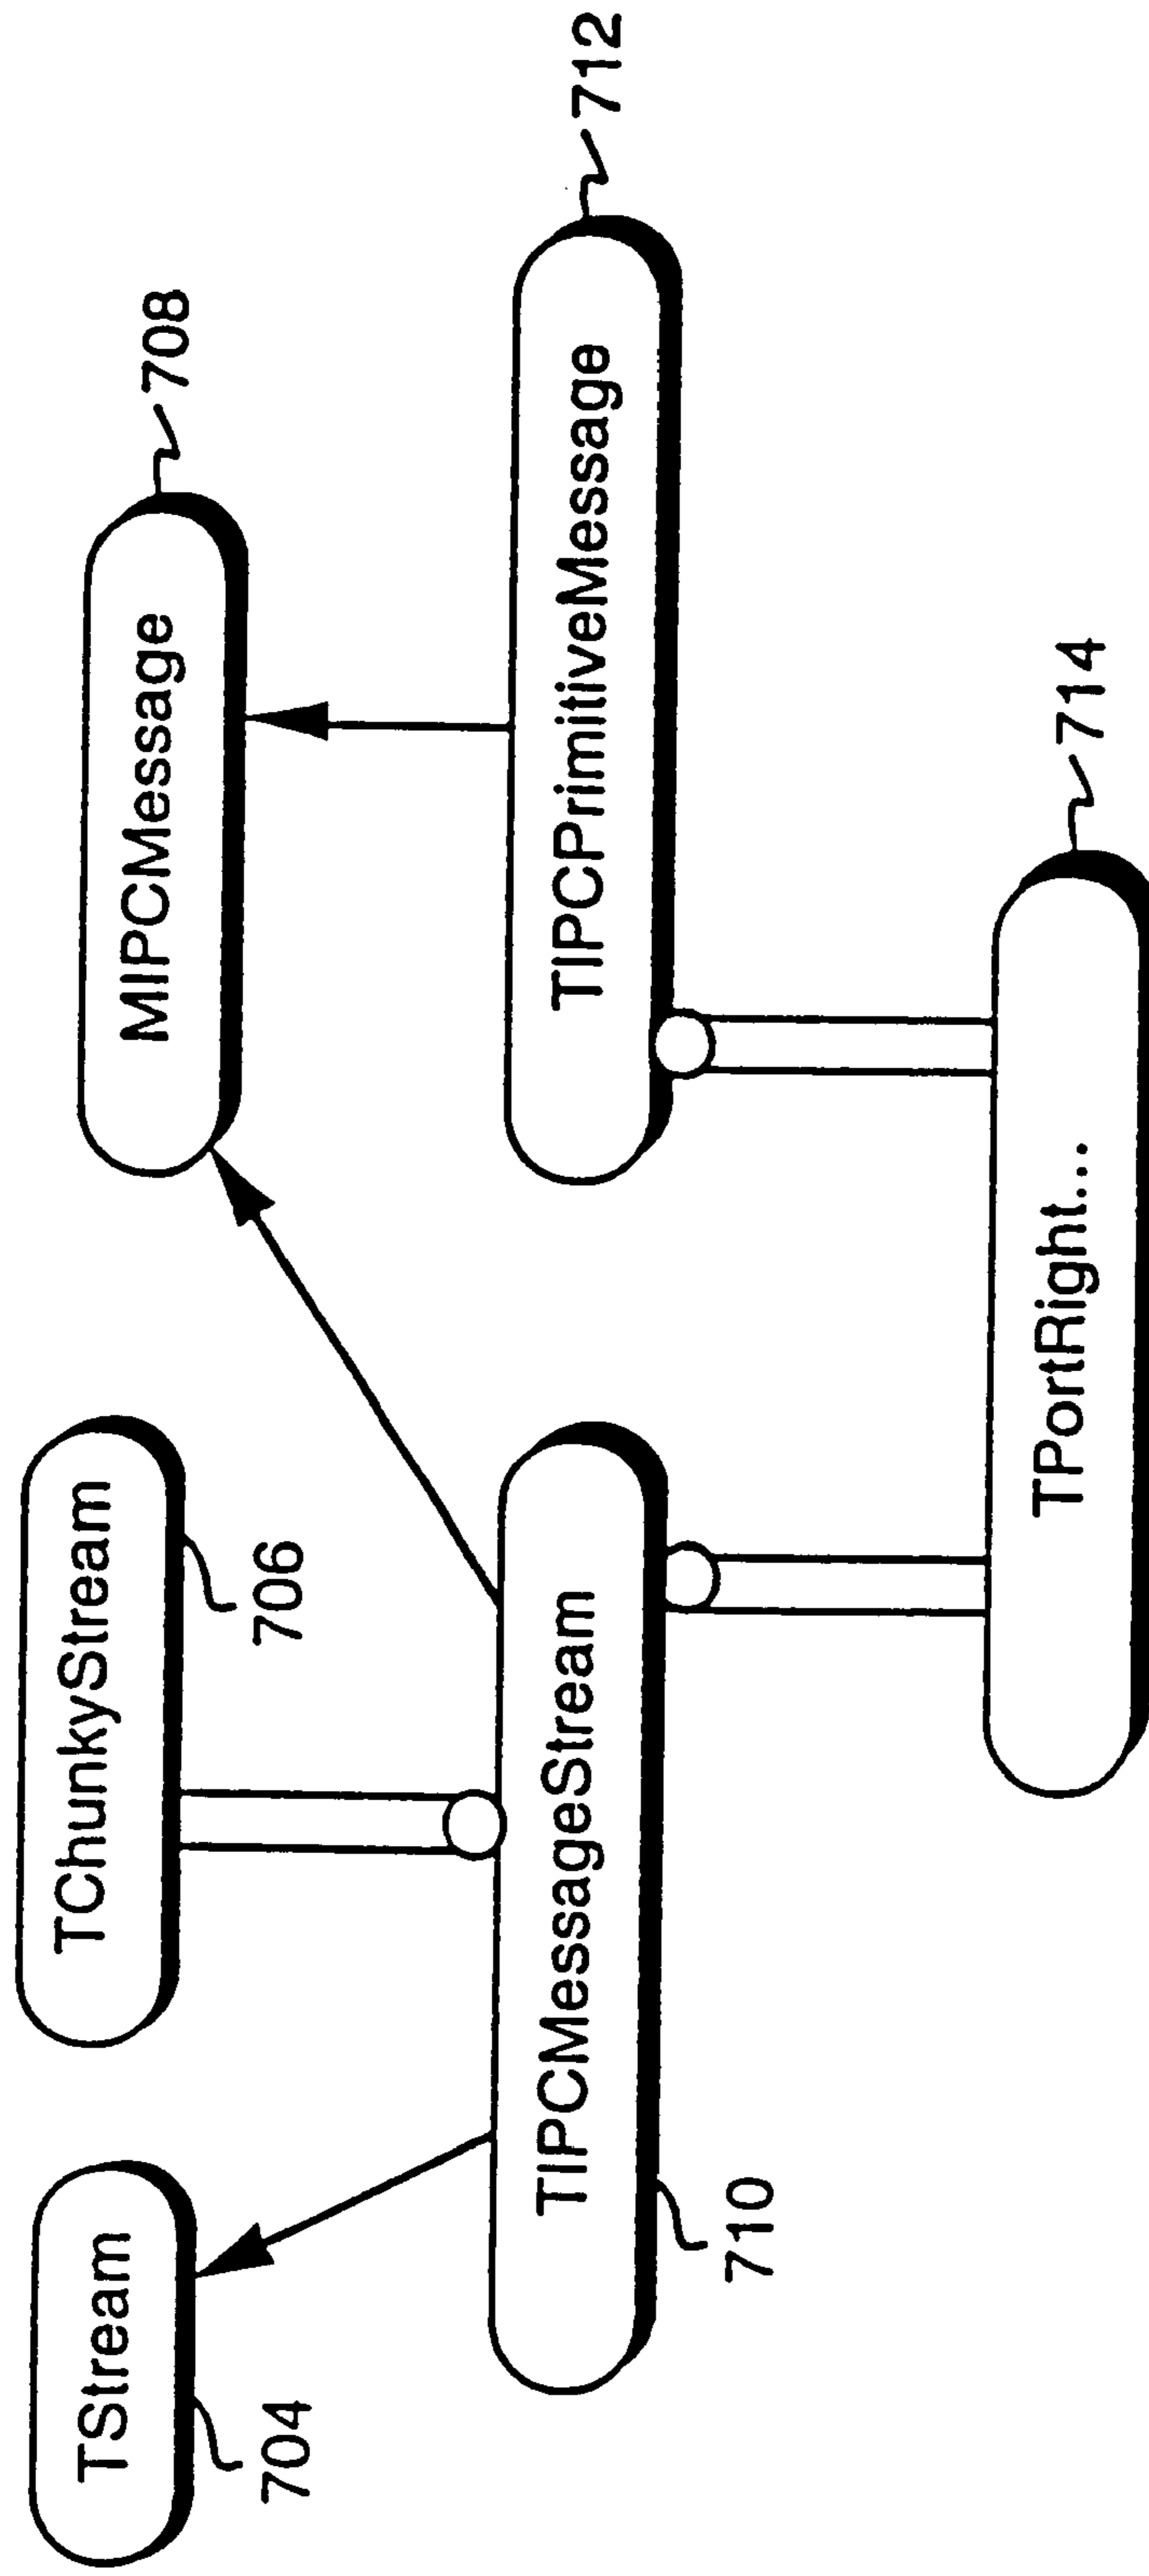 TStream
704
TChunkyStream
706
MIPCMessage
708
TIPCMessageStream
710
TIPCPrimitiveMessage
712
TPortRight...
714